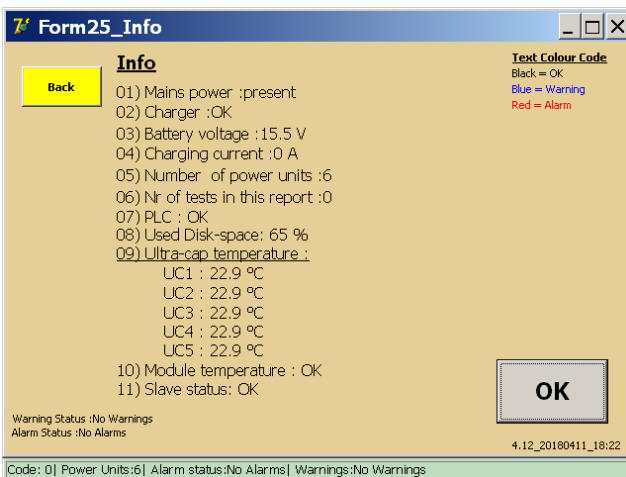 Form25_Info
Info
Back
Text Colour Code
Black = OK
Blue = Warning
Red = Alarm
01) Mains power :present
02) Charger :OK
03) Battery voltage :15.5 V
04) Charging current :0 A
05) Number of power units :6
06) Nr of tests in this report :0
07) PLC : OK
08) Used Disk-space: 65 %
09) Ultra-cap temperature :
UC1 : 22.9 ºC
UC2 : 22.9 ºC
UC3 : 22.9 ºC
UC4 : 22.9 ºC
UC5 : 22.9 ºC
10) Module temperature : OK
11) Slave status: OK
OK
Warning Status :No Warnings
Alarm Status :No Alarms
4.12_20180411_18:22
Code: 0| Power Units:6| Alarm status:No Alarms| Warnings:No Warnings